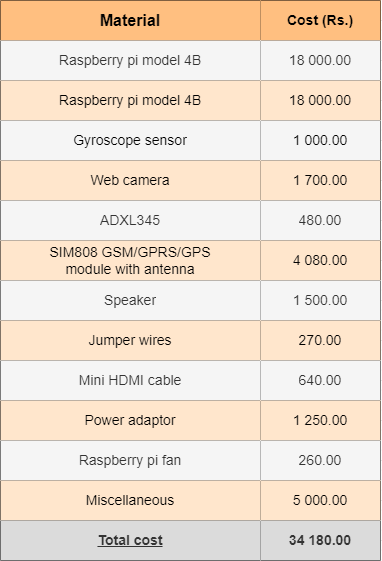 Material Cost (Rs.)
Raspberry pi model 4B 18 000.00
Raspberry pi model 4B 18 000.00
Gyroscope sensor 1 000.00
Web camera 1 700.00
ADXL345 480.00
SIM808 GSM/GPRS/GPS
module with antenna 4 080.00
Speaker 1 500.00
Jumper wires 270.00
Mini HDMI cable 640.00
Power adaptor 1 250.00
Raspberry pi fan 260.00
Miscellaneous 5 000.00
Total cost 34 180.00